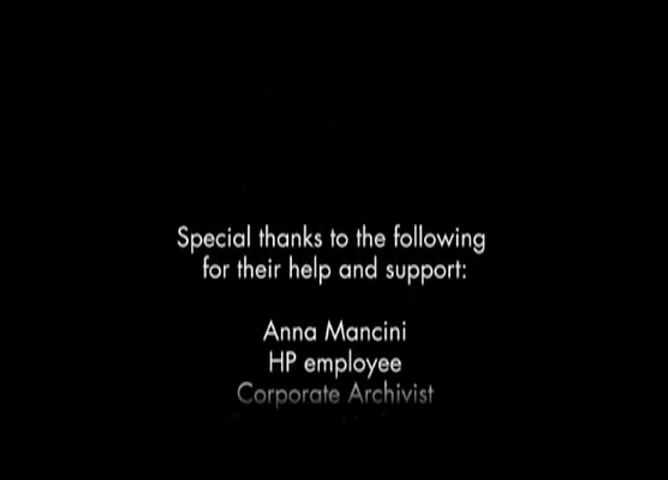 Special thanks to the following
for their help and support:
Anna Mancini
HP employee
Corporate Archivist